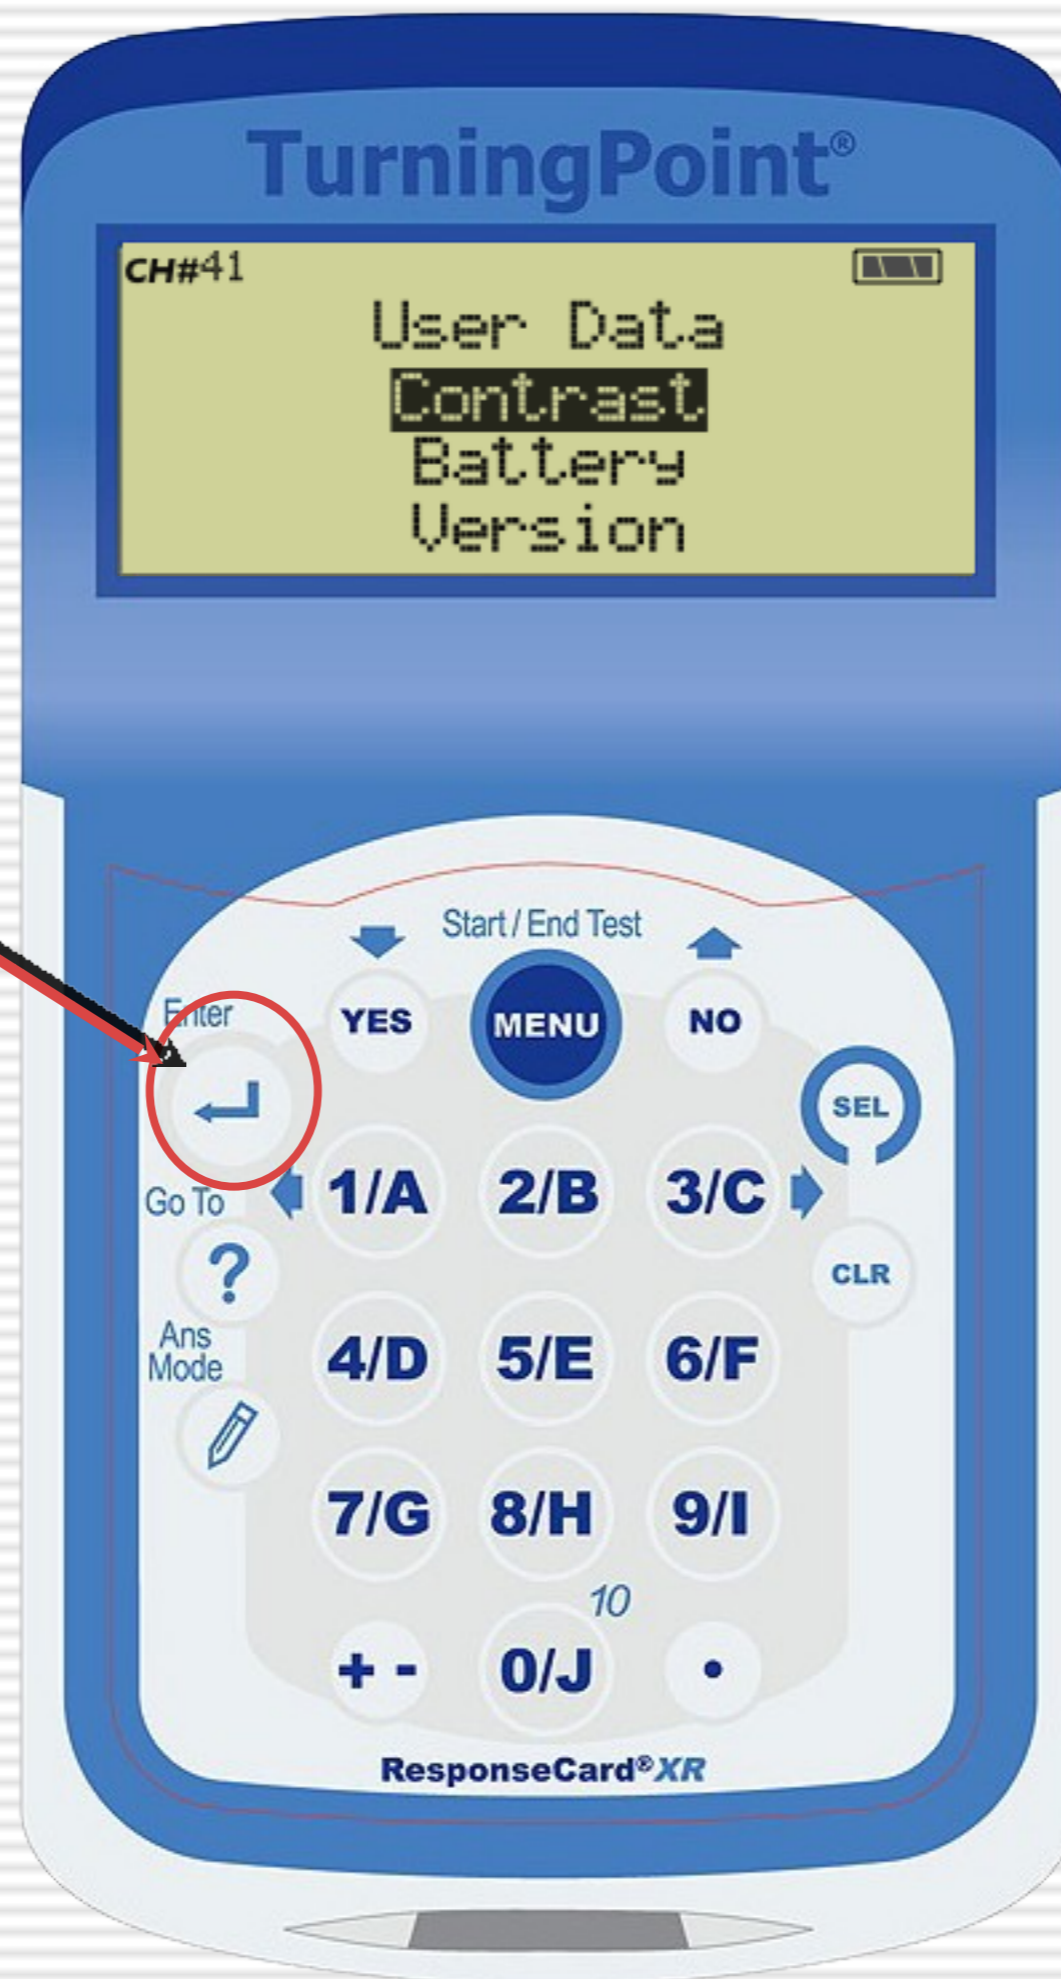 TurningPoint®
CH#41
User Data
Contrast
Battery
Version
Start / End Test
Enter
YES MENU NO
SEL
Go To
1/A 2/B 3/C
?
CLR
Ans
Mode
4/D 5/E 6/F
7/G 8/H 9/I
10
+ - 0/J •
ResponseCard®XR